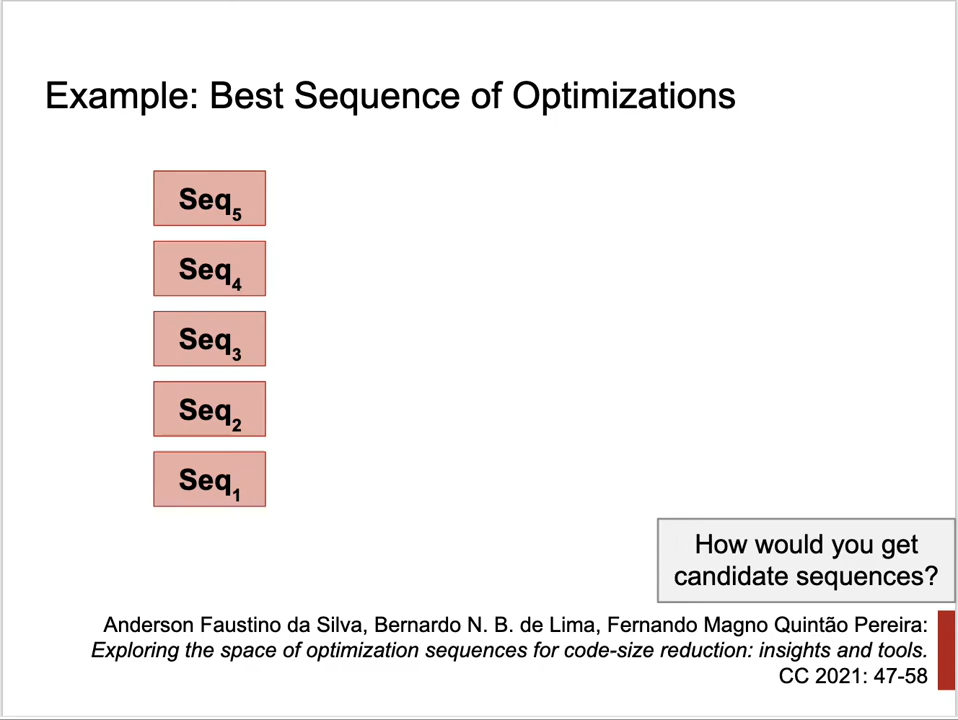 Example: Best Sequence of Optimizations
Seq5
Seq4
Seq3
Seq2
Seq1
How would you get
candidate sequences?
Anderson Faustino da Silva, Bernardo N. B. de Lima, Fernando Magno Quintão Pereira:
Exploring the space of optimization sequences for code-size reduction: insights and tools.
CC 2021: 47-58